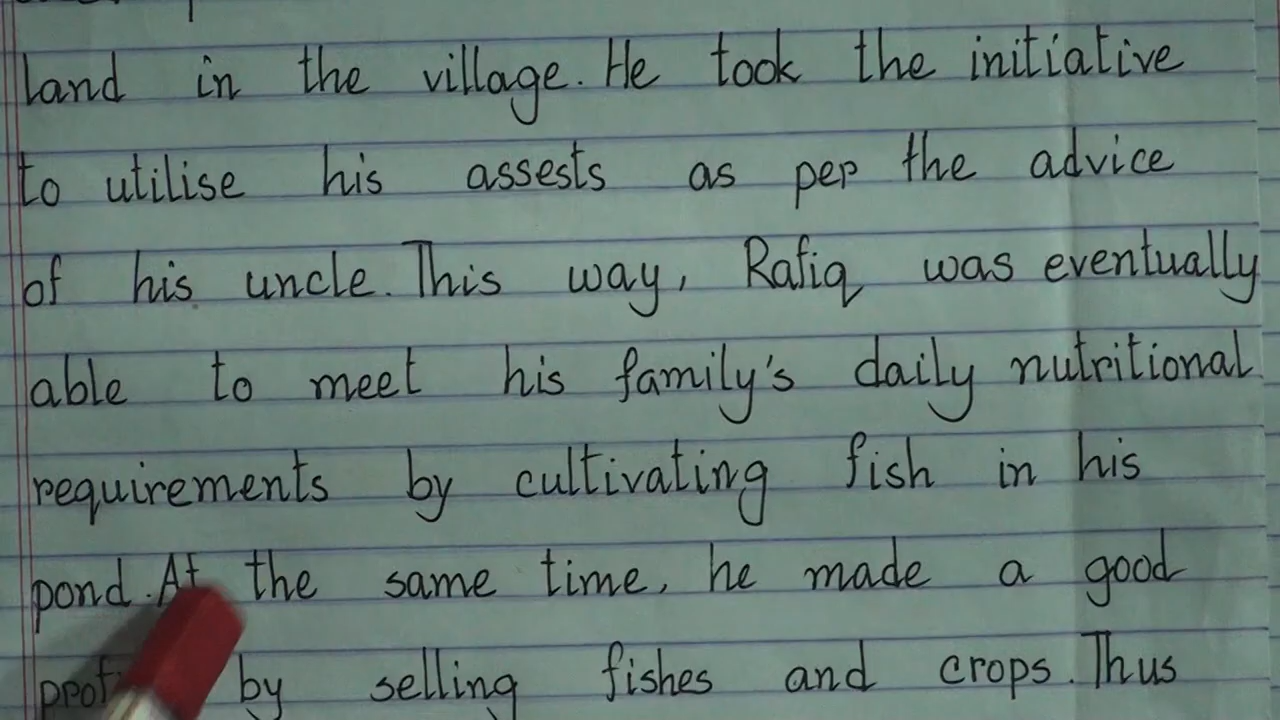 land in the village. He took the initiative
to utilise his assests as per the advice
of his uncle. This way, Rafiq was eventually
able to meet his family's daily nutritional
requirements by cultivating fish in his
pond. At the same time, he made a good
by selling fishes and crops. Thus